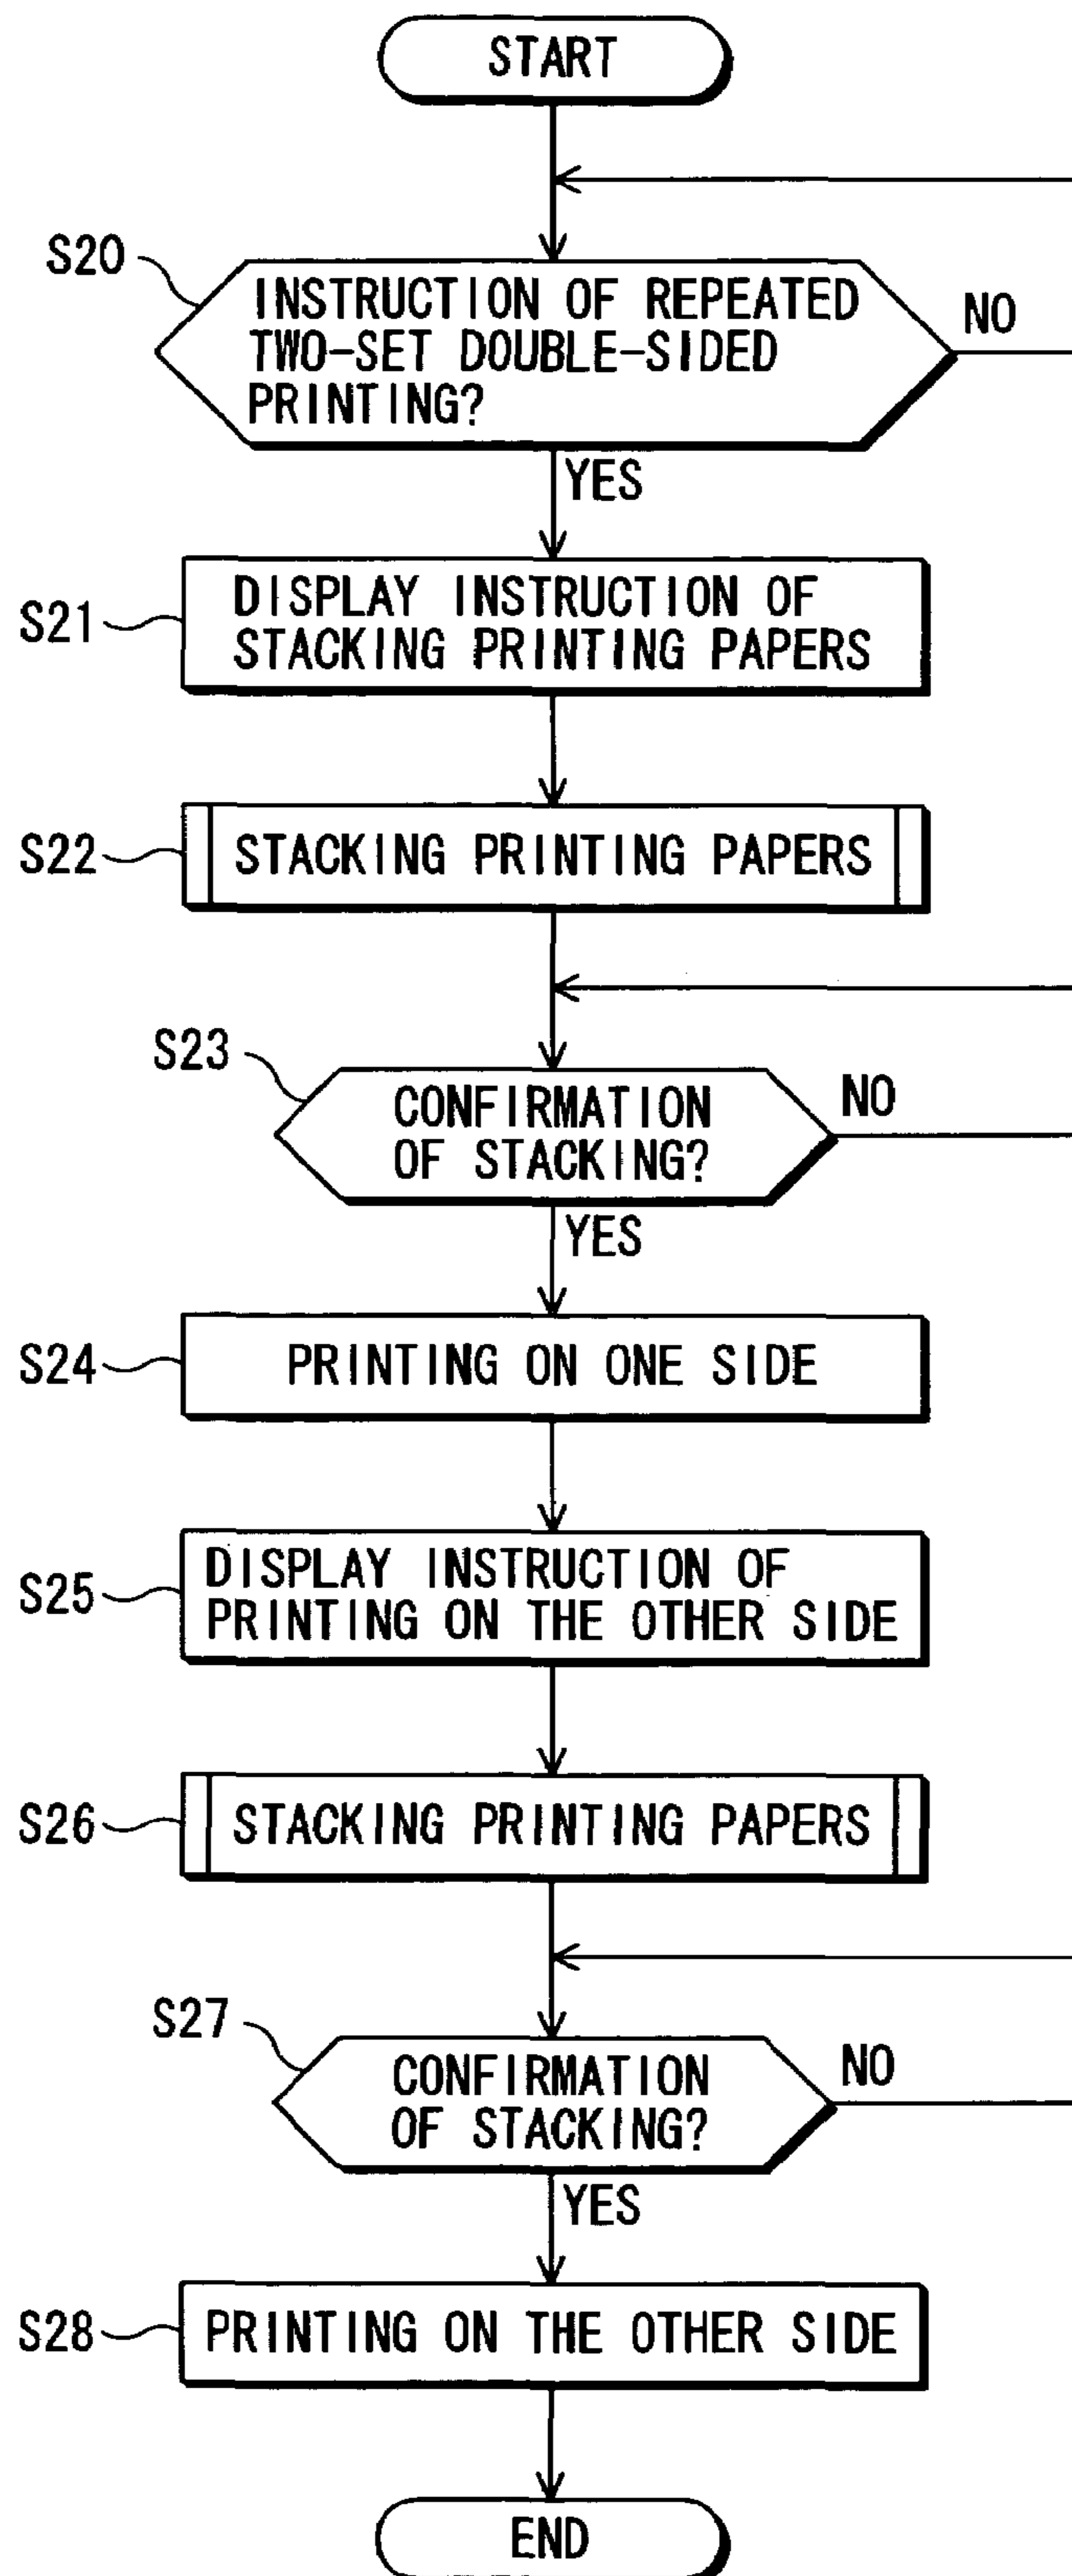 START
S20
INSTRUCTION OF REPEATED
TWO-SET DOUBLE-SIDED
PRINTING?
NO
YES
S21
DISPLAY INSTRUCTION OF
STACKING PRINTING PAPERS
S22
STACKING PRINTING PAPERS
S23
CONFIRMATION
OF STACKING?
NO
YES
S24
PRINTING ON ONE SIDE
S25
DISPLAY INSTRUCTION OF
PRINTING ON THE OTHER SIDE
S26
STACKING PRINTING PAPERS
S27
CONFIRMATION
OF STACKING?
NO
YES
S28
PRINTING ON THE OTHER SIDE
END